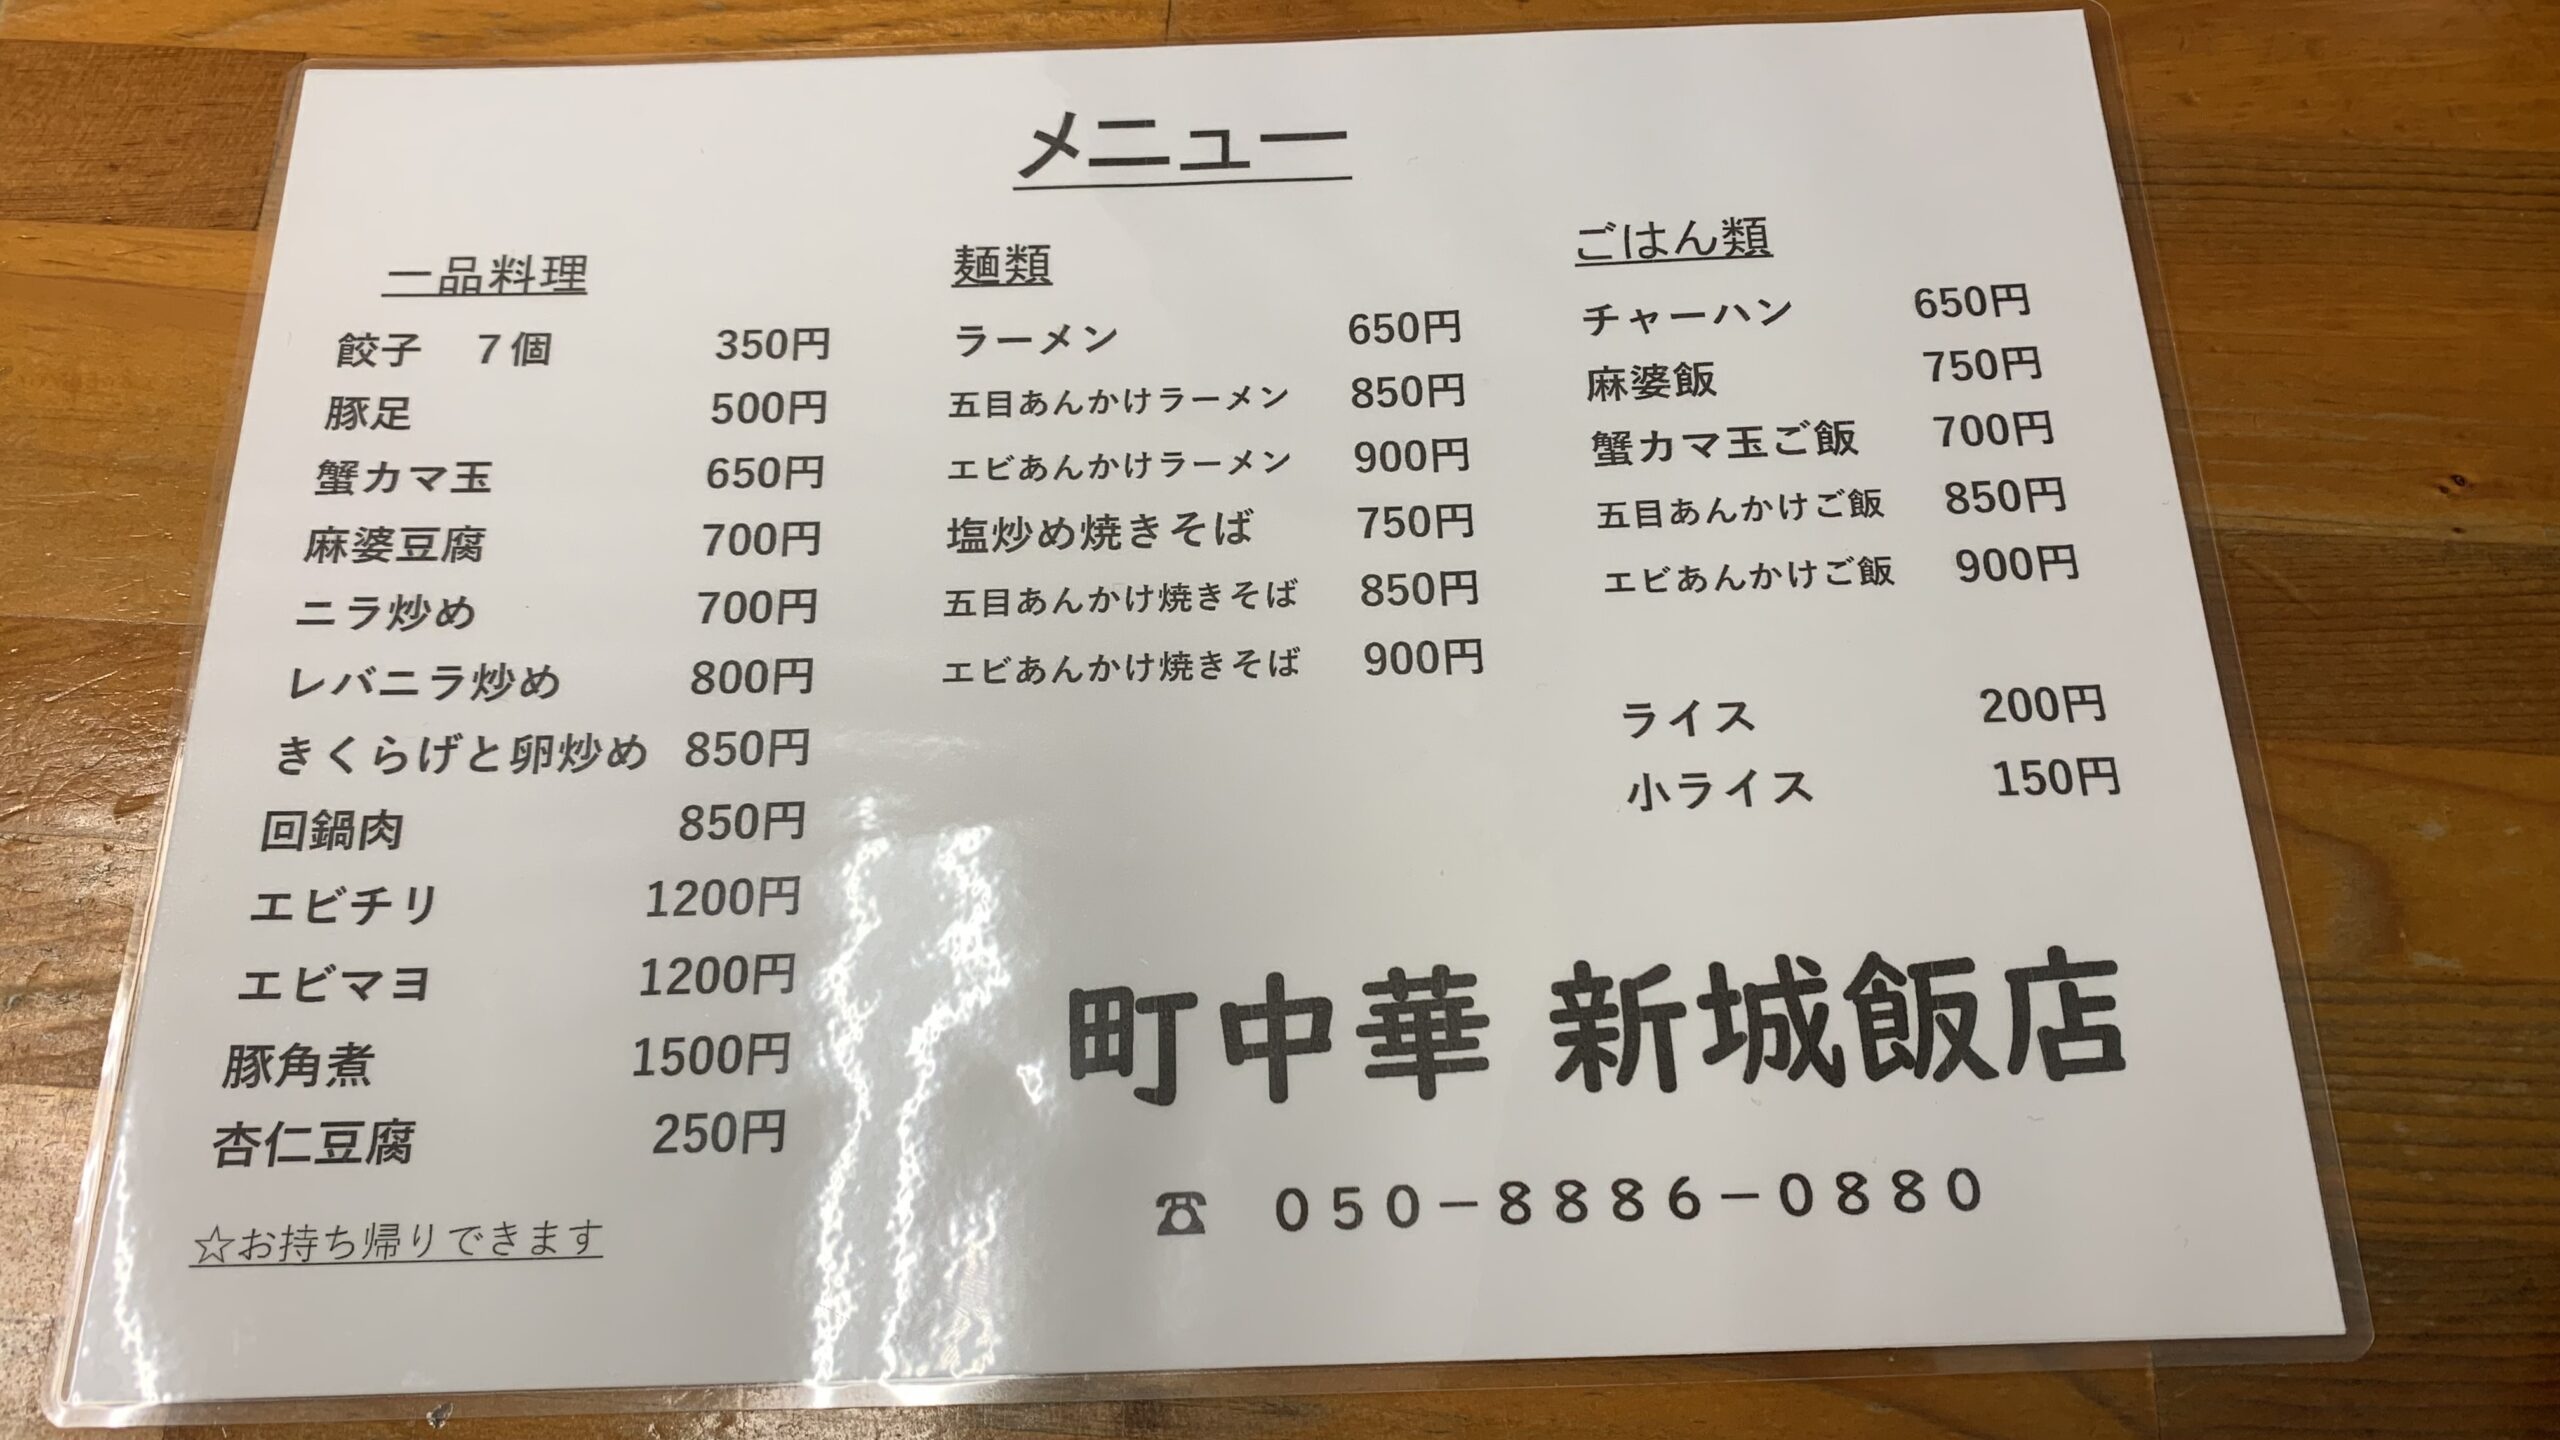 メニュー
一品料理
餃子　７個　350円
豚足　500円
蟹カマ玉　650円
麻婆豆腐　700円
ニラ炒め　700円
レバニラ炒め　800円
きくらげと卵炒め　850円
回鍋肉　850円
エビチリ　1200円
エビマヨ　1200円
豚角煮　1500円
杏仁豆腐　250円
☆お持ち帰りできます
麺類
ラーメン　650円
五目あんかけラーメン　850円
エビあんかけラーメン　900円
塩炒め焼きそば　750円
五目あんかけ焼きそば　850円
エビあんかけ焼きそば　900円
ごはん類
チャーハン　650円
麻婆飯　750円
蟹カマ玉ご飯　700円
五目あんかけご飯　850円
エビあんかけご飯　900円
ライス　200円
小ライス　150円
町中華 新城飯店
☎　０５０－８８８６－０８８０